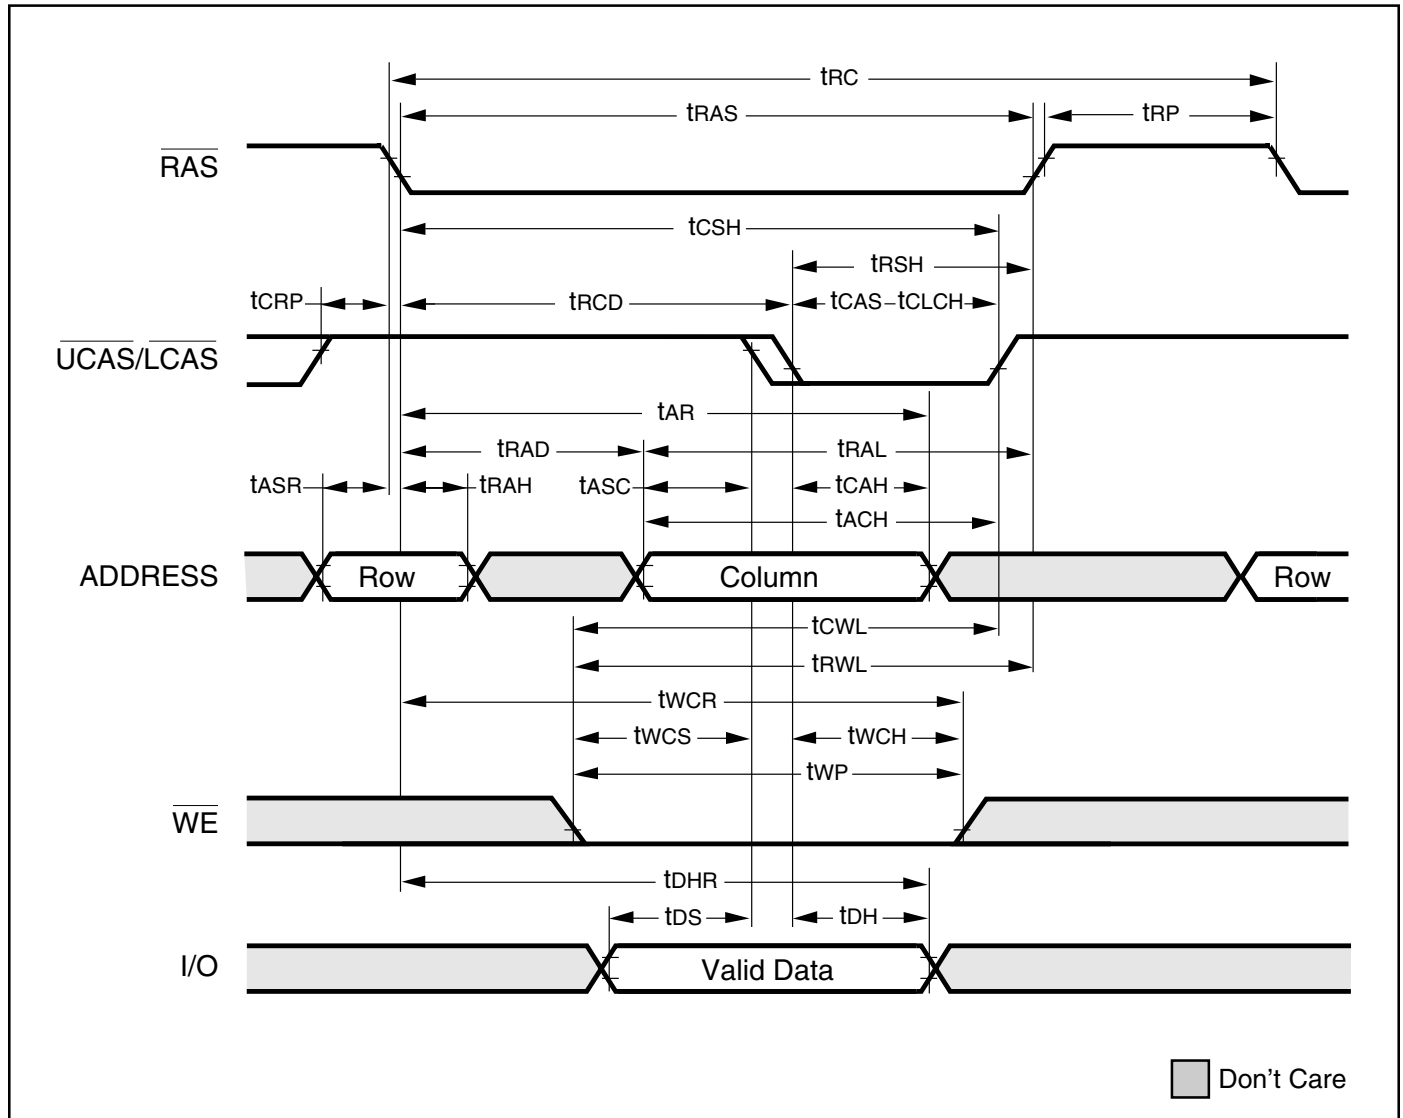 tRC
tRAS
tRP
RAS
tCSH
tRSH
tCRP
tRCD
tCAS-tCLCH
UCAS/LCAS
tAR
tRAD
tRAL
tASR
tRAH
tASC
tCAH
tACH
ADDRESS
Row
Column
Row
tCWL
tRWL
tWCR
tWCS
tWCH
tWP
WE
tDHR
tDS
tDH
I/O
Valid Data
Don't Care